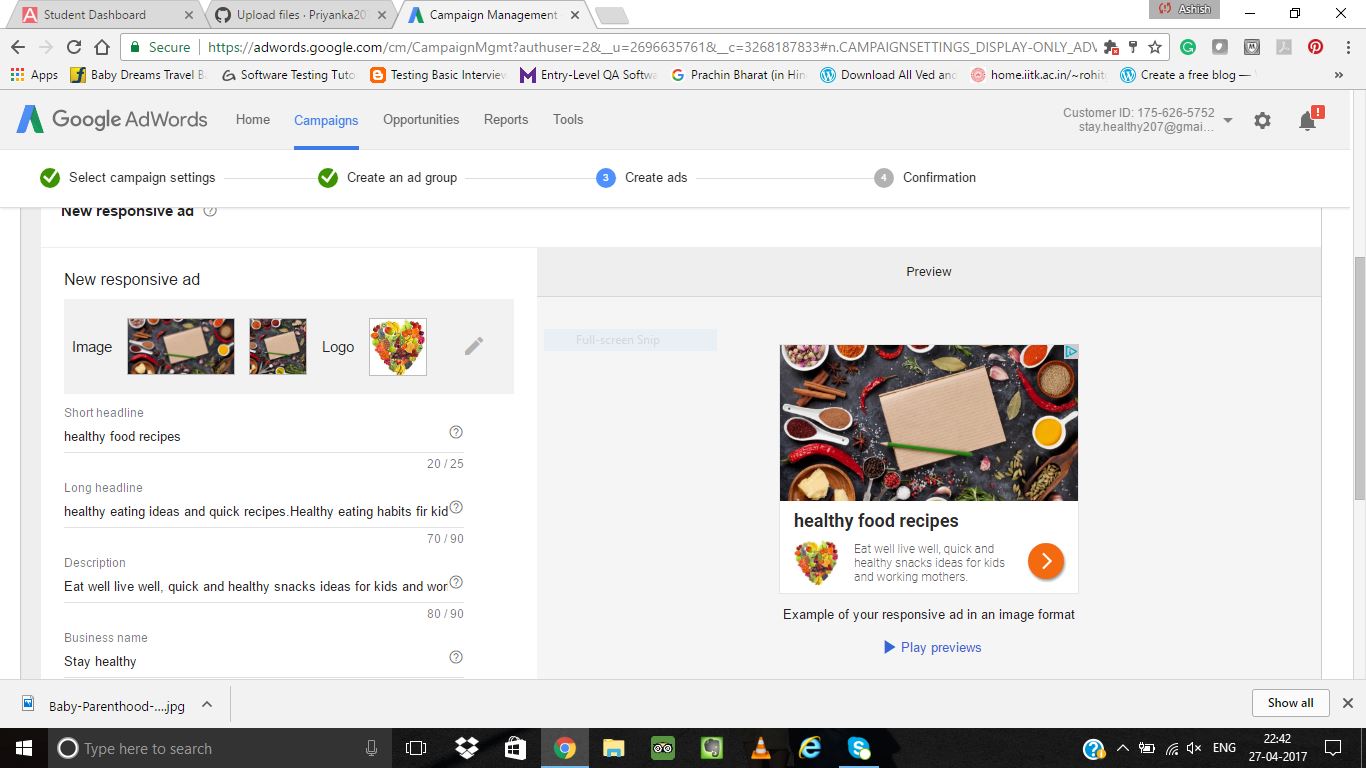 Student Dashboard
Upload files · Priyanka20
Campaign Management
Ashish
Secure
https://adwords.google.com/cm/CampaignMgmt?authuser=2&__u=2696635761&__c=3268187833#n.CAMPAIGNSETTINGS_DISPLAY-ONLY_ADV
Apps
Baby Dreams Travel B
Software Testing Tuto
Testing Basic Interview
Entry-Level QA Softwa
Prachin Bharat (in Hin
Download All Ved and
home.iitk.ac.in/~rohit
Create a free blog —
»
Google AdWords
Home
Campaigns
Opportunities
Reports
Tools
Customer ID: 175-626-5752
stay.healthy207@gmai...
Select campaign settings
Create an ad group
3 Create ads
4 Confirmation
New responsive ad
New responsive ad
Preview
Image
Logo
Full-screen Snip
Short headline
healthy food recipes
20 / 25
Long headline
healthy eating ideas and quick recipes.Healthy eating habits fir kid
70 / 90
Description
Eat well live well, quick and healthy snacks ideas for kids and wor
80 / 90
Business name
Stay healthy
healthy food recipes
Eat well live well, quick and
healthy snacks ideas for kids
and working mothers.
Example of your responsive ad in an image format
Play previews
Baby-Parenthood-....jpg
Show all
Type here to search
ENG
22:42
27-04-2017